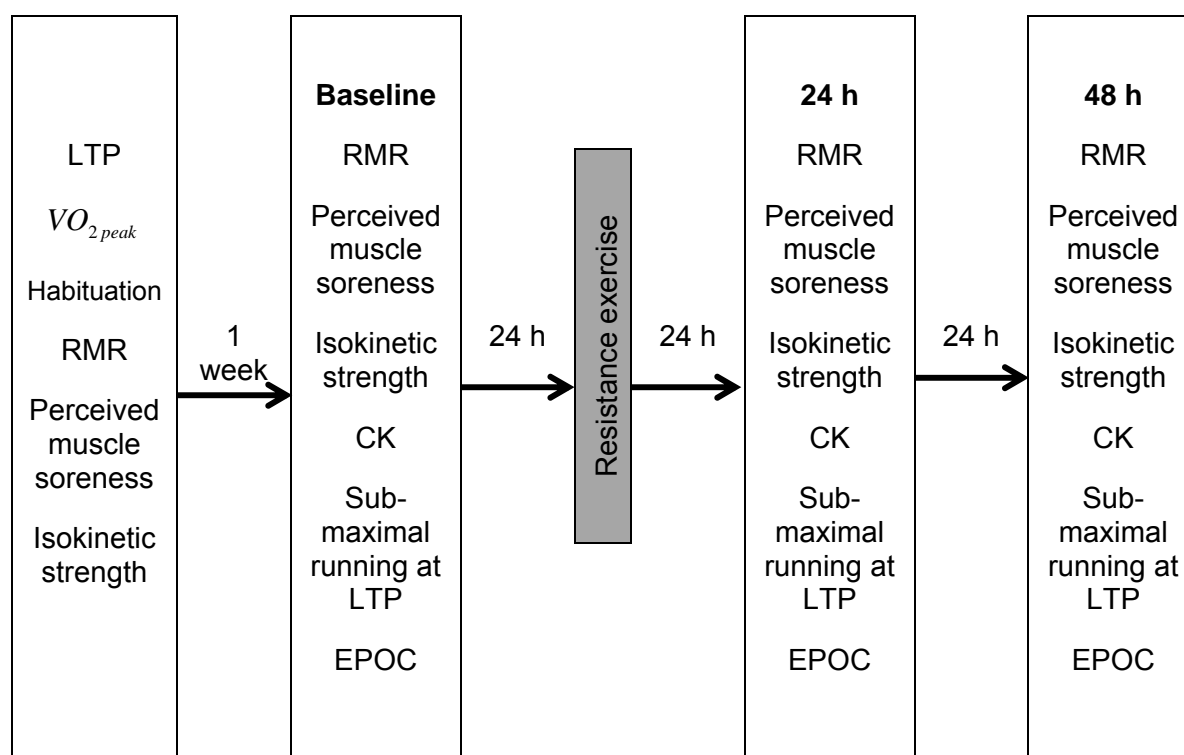 LTP
VO2 peak
Habituation
RMR
Perceived
muscle
soreness
Isokinetic
strength
1
week
Baseline
RMR
Perceived
muscle
soreness
Isokinetic
strength
CK
Sub-
maximal
running at
LTP
EPOC
24 h
Resistance exercise
24 h
24 h
RMR
Perceived
muscle
soreness
Isokinetic
strength
CK
Sub-
maximal
running at
LTP
EPOC
24 h
48 h
RMR
Perceived
muscle
soreness
Isokinetic
strength
CK
Sub-
maximal
running at
LTP
EPOC